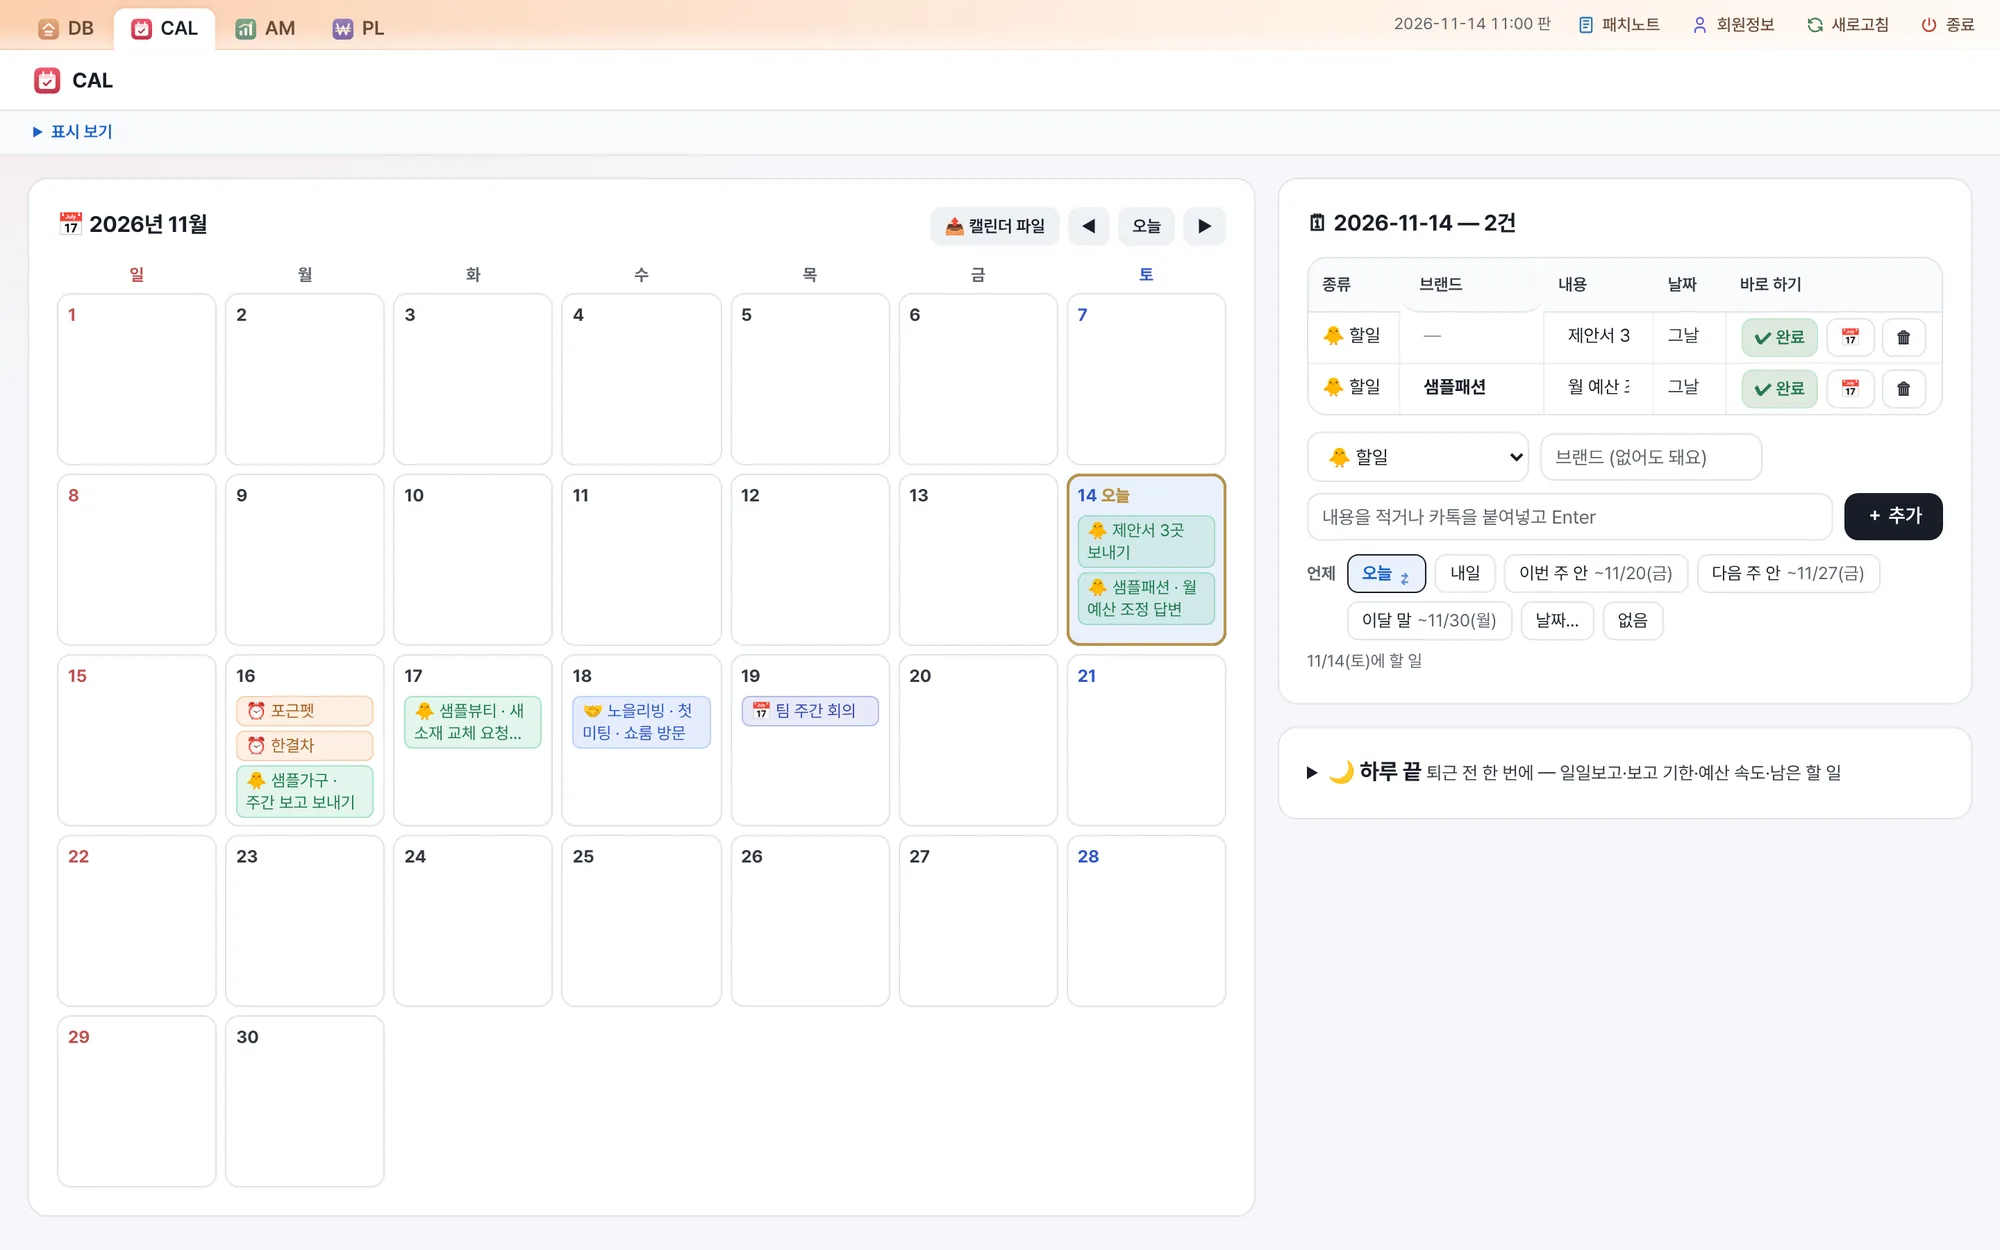 DB
CAL
AM
PL
2026-11-14 11:00 판
패치노트
회원정보
새로고침
종료
CAL
▶ 표시 보기
2026년 11월
캘린더 파일
◀
오늘
▶
일 월 화 수 목 금 토
1 2 3 4 5 6 7
8 9 10 11 12 13
14 오늘
제안서 3곳
보내기
샘플패션 · 월
예산 조정 답변
15
16
포근펫
한결차
샘플가구 ·
주간 보고 보내기
17
샘플뷰티 · 새
소재 교체 요청...
18
노을리빙 · 첫
미팅 · 쇼룸 방문
19
팀 주간 회의
20
21
22 23 24 25 26 27 28
29 30
2026-11-14 — 2건
종류 브랜드 내용 날짜 바로 하기
할일 — 제안서 3 그날 ✔ 완료
할일 샘플패션 월 예산 그날 ✔ 완료
할일
브랜드 (없어도 돼요)
내용을 적거나 카톡을 붙여넣고 Enter
+ 추가
언제 오늘 내일 이번 주 안 ~11/20(금) 다음 주 안 ~11/27(금)
이달 말 ~11/30(월) 날짜... 없음
11/14(토)에 할 일
▶ 하루 끝 퇴근 전 한 번에 — 일일보고·보고 기한·예산 속도·남은 할 일